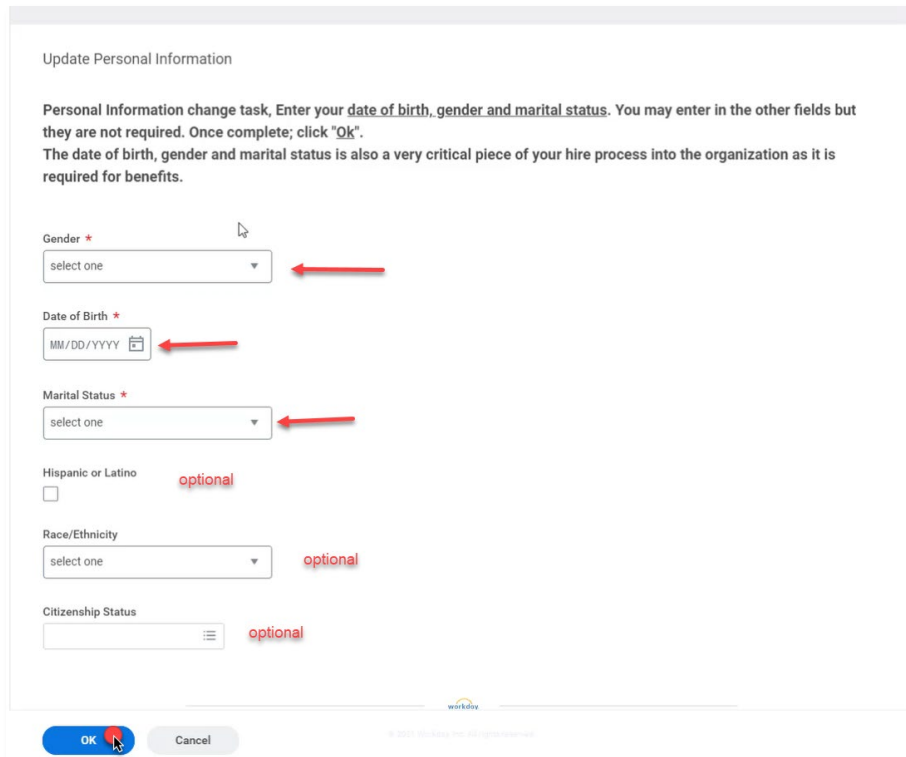 Update Personal Information
Personal Information change task, Enter your date of birth, gender and marital status. You may enter in the other fields but
they are not required. Once complete; click "Ok".
The date of birth, gender and marital status is also a very critical piece of your hire process into the organization as it is
required for benefits.
Gender *
select one
Date of Birth *
MM/DD/YYYY
Marital Status *
select one
Hispanic or Latino
optional
Race/Ethnicity
select one
optional
Citizenship Status
optional
workday
OK
Cancel